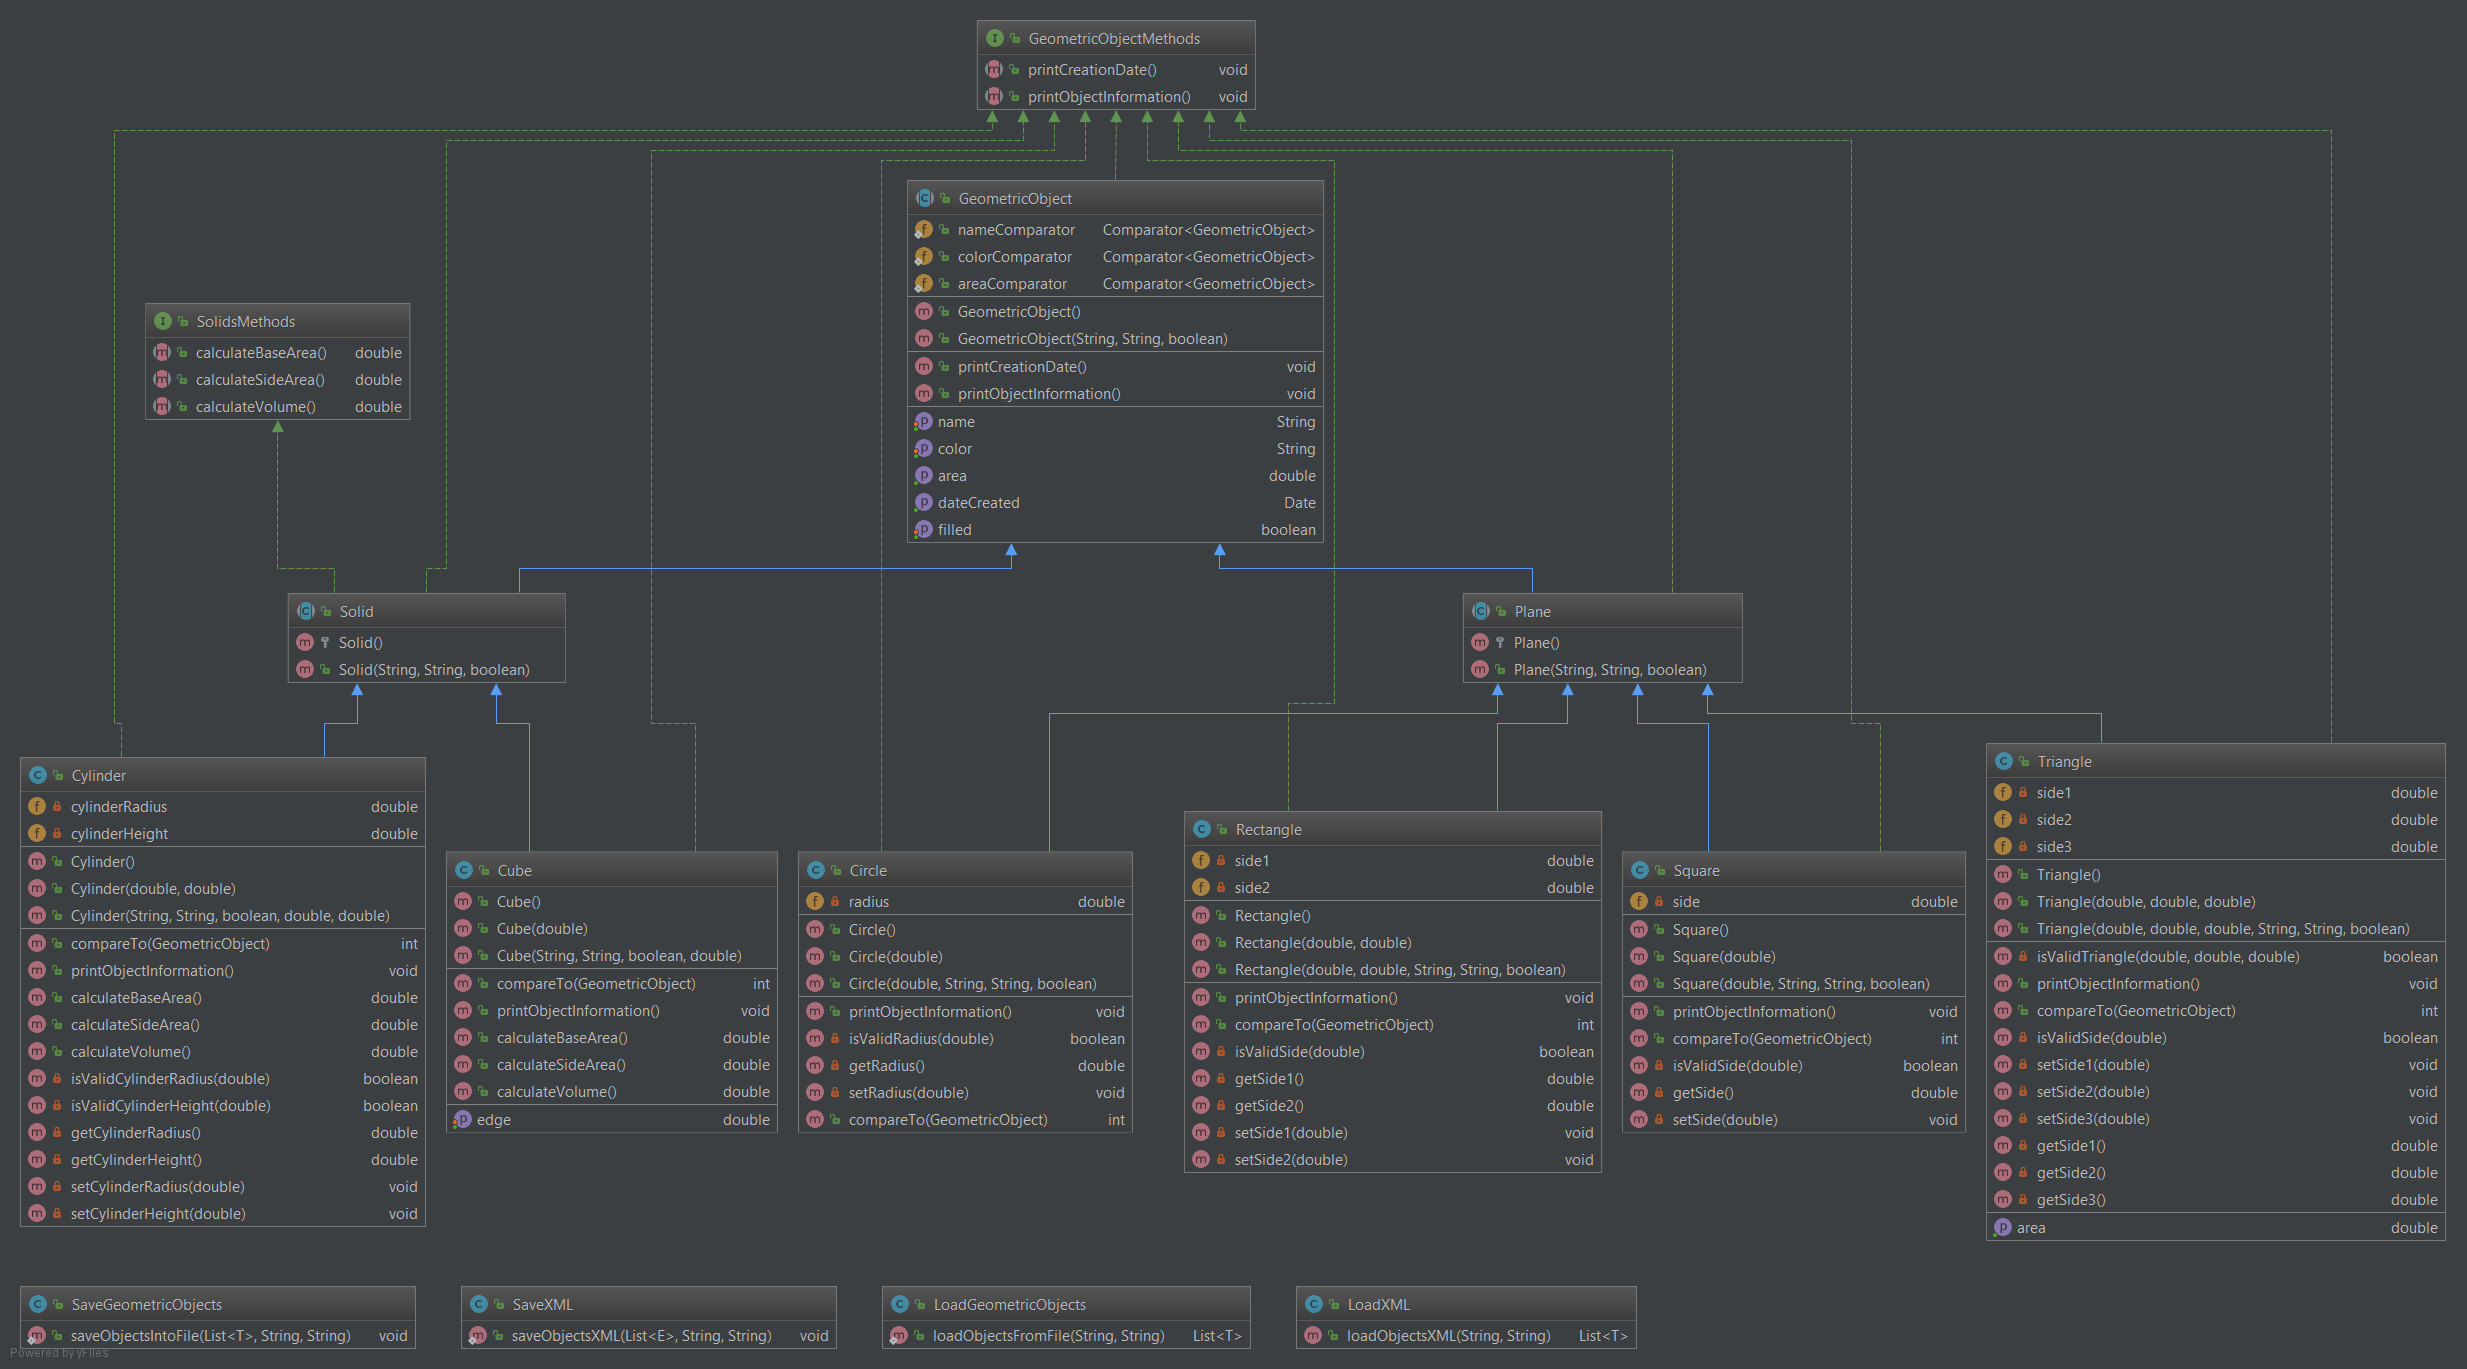 GeometricObjectMethods
printCreationDate() void
printObjectInformation() void
GeometricObject
nameComparator Comparator<GeometricObject>
colorComparator Comparator<GeometricObject>
areaComparator Comparator<GeometricObject>
GeometricObject()
GeometricObject(String, String, boolean)
printCreationDate() void
printObjectInformation() void
name String
color String
area double
dateCreated Date
filled boolean
SolidsMethods
calculateBaseArea() double
calculateSideArea() double
calculateVolume() double
Solid
Solid()
Solid(String, String, boolean)
Plane
Plane()
Plane(String, String, boolean)
Cylinder
cylinderRadius double
cylinderHeight double
Cylinder()
Cylinder(double, double)
Cylinder(String, String, boolean, double, double)
compareTo(GeometricObject) int
printObjectInformation() void
calculateBaseArea() double
calculateSideArea() double
calculateVolume() double
isValidCylinderRadius(double) boolean
isValidCylinderHeight(double) boolean
getCylinderRadius() double
getCylinderHeight() double
setCylinderRadius(double) void
setCylinderHeight(double) void
Cube
Cube()
Cube(double)
Cube(String, String, boolean, double)
compareTo(GeometricObject) int
printObjectInformation() void
calculateBaseArea() double
calculateSideArea() double
calculateVolume() double
edge double
Circle
radius double
Circle()
Circle(double)
Circle(double, String, String, boolean)
printObjectInformation() void
isValidRadius(double) boolean
getRadius() double
setRadius(double) void
compareTo(GeometricObject) int
Rectangle
side1 double
side2 double
Rectangle()
Rectangle(double, double)
Rectangle(double, double, String, String, boolean)
printObjectInformation() void
compareTo(GeometricObject) int
isValidSide(double) boolean
getSide1() double
getSide2() double
setSide1(double) void
setSide2(double) void
Square
side double
Square()
Square(double)
Square(double, String, String, boolean)
printObjectInformation() void
compareTo(GeometricObject) int
isValidSide(double) boolean
getSide() double
setSide(double) void
Triangle
side1 double
side2 double
side3 double
Triangle()
Triangle(double, double, double)
Triangle(double, double, double, String, String, boolean)
isValidTriangle(double, double, double) boolean
printObjectInformation() void
compareTo(GeometricObject) int
isValidSide(double) boolean
setSide1(double) void
setSide2(double) void
setSide3(double) void
getSide1() double
getSide2() double
getSide3() double
area double
SaveGeometricObjects
saveObjectsIntoFile(List<T>, String, String) void
SaveXML
saveObjectsXML(List<E>, String, String) void
LoadGeometricObjects
loadObjectsFromFile(String, String) List<T>
LoadXML
loadObjectsXML(String, String) List<T>
Powered by yFiles